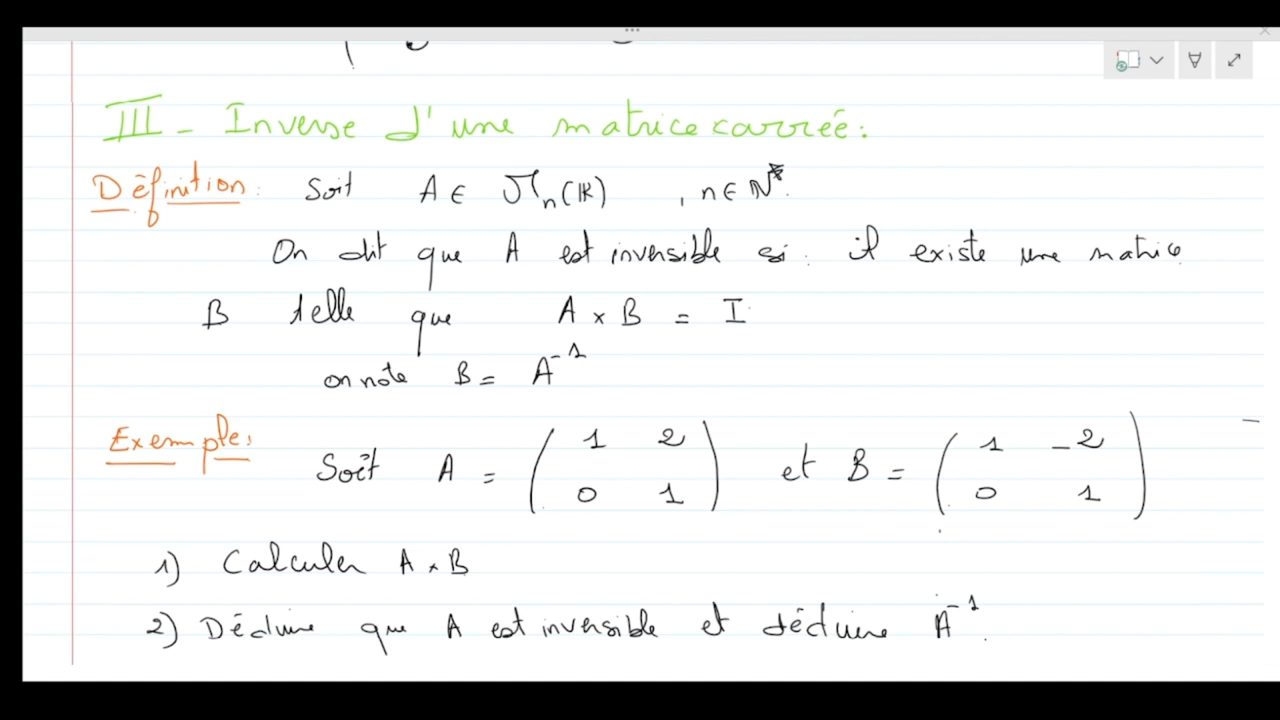 III - Inverse d'une matrice carrée :
Définition : Soit A ∈ M_n(IK) , n ∈ N*.
On dit que A est inversible si : il existe une matrice
B telle que A × B = I
on note B = A⁻¹
Exemple : Soit A = ( 1 2 ; 0 1 ) et B = ( 1 -2 ; 0 1 )
1) Calculer A × B
2) Déduire que A est inversible et déduire A⁻¹.